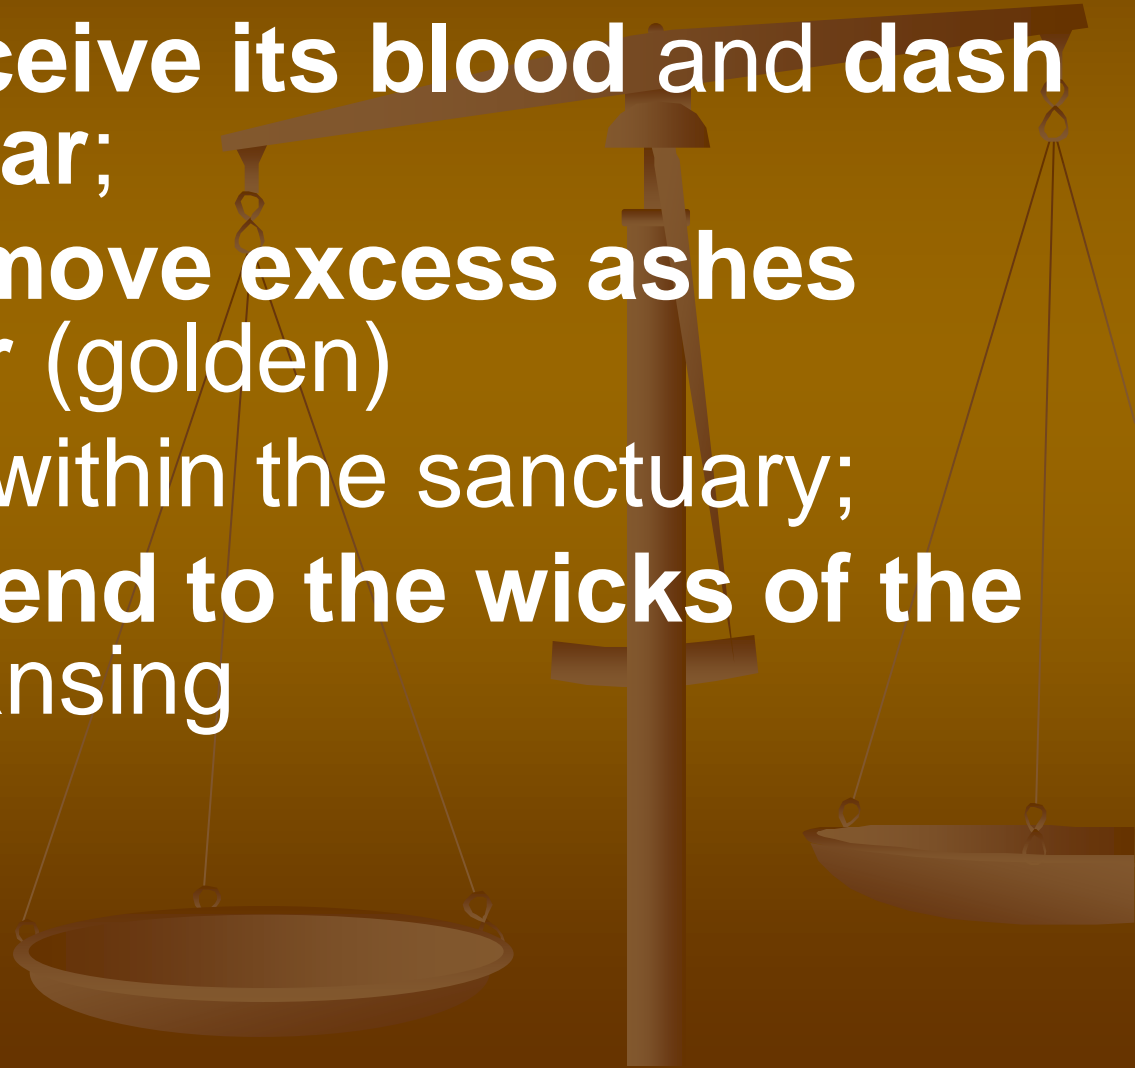 ceive its blood and dash
ar;
move excess ashes
r (golden)
within the sanctuary;
end to the wicks of the
ansing